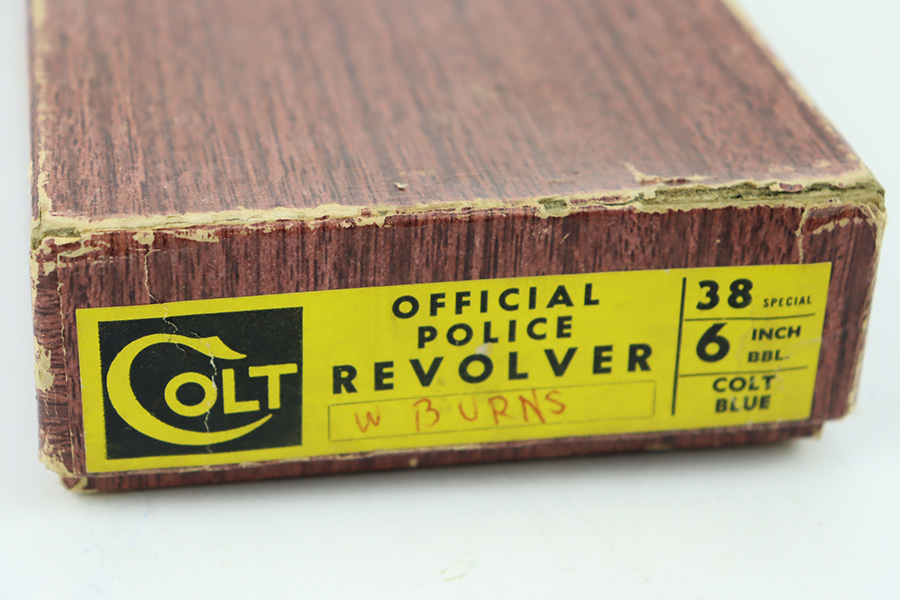 COLT
OFFICIAL
POLICE
REVOLVER
W BURNS
38 SPECIAL
6 INCH
BBL.
COLT
BLUE